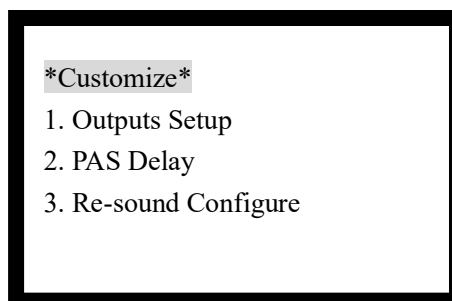 *Customize*
1. Outputs Setup
2. PAS Delay
3. Re-sound Configure